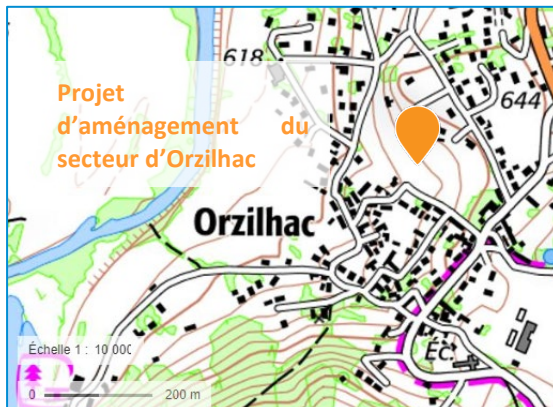 618
Projet
d'aménagement du
secteur d'Orzilhac
644
Orzilhac
Échelle 1 : 10 000
Éc.
0 200 m